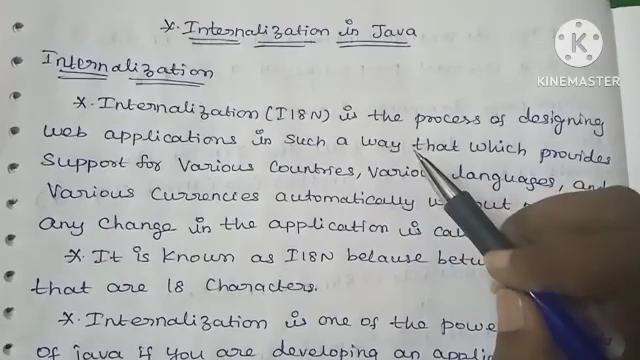 *. Internalization in Java
Internalization
*. Internalization (I18N) is the process of designing
web applications in such a way that which provides
Support for various Countries, various languages, and
various Currencies automatically
any change in the application is
*. It is known as I18N because
that are 18 characters.
*. Internalization is one of the
of java if you are developing an
K
KINEMASTER